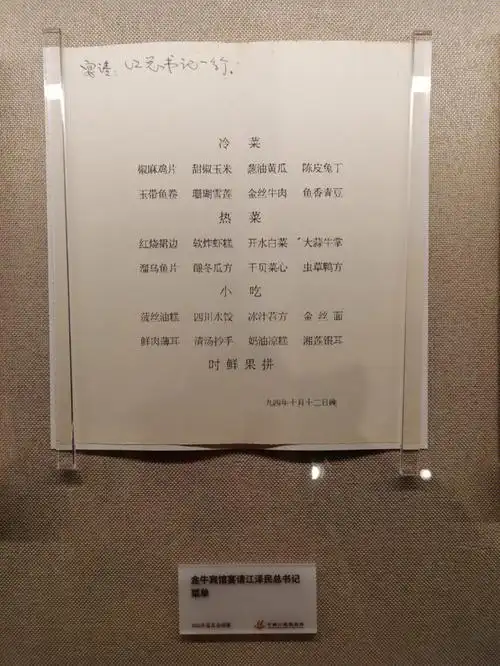 宴请：江总书记一行.
冷 菜
椒麻鸡片 甜椒玉米 葱油黄瓜 陈皮兔丁
玉带鱼卷 珊瑚雪莲 金丝牛肉 鱼香青豆
热 菜
红烧裙边 软炸虾糕 开水白菜 大蒜牛掌
溜乌鱼片 酿冬瓜方 干贝菜心 虫草鸭方
小 吃
萝丝油糕 四川水饺 冰汁杏方 金丝面
鲜肉薄耳 清汤抄手 奶油凉糕 湘莲银耳
时鲜果拼
九四年十月十二日晚
金牛宾馆宴请江泽民总书记
菜单